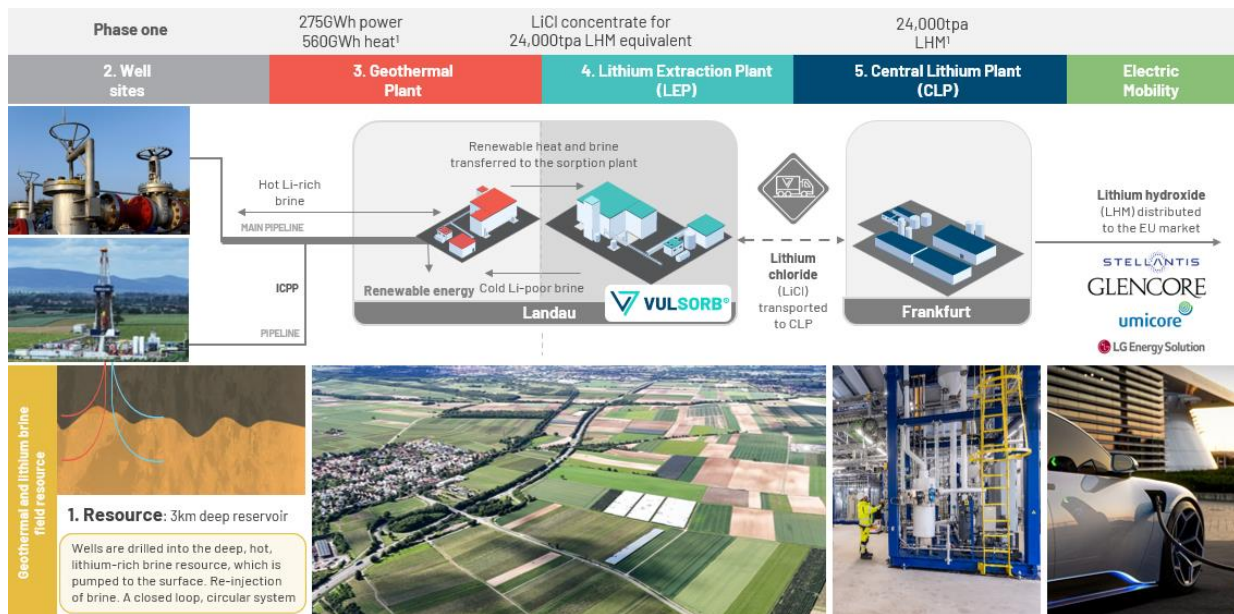 Phase one
275GWh power
560GWh heat¹
LiCl concentrate for
24,000tpa LHM equivalent
24,000tpa
LHM¹
2. Well
sites
3. Geothermal
Plant
4. Lithium Extraction Plant
(LEP)
5. Central Lithium Plant
(CLP)
Electric
Mobility
Hot Li-rich
brine
MAIN PIPELINE
ICPP
PIPELINE
Renewable heat and brine
transferred to the sorption plant
Renewable energy
Cold Li-poor brine
Landau
VULSORB®
Lithium
chloride
(LiCl)
transported
to CLP
Frankfurt
Lithium hydroxide
(LHM) distributed
to the EU market
STELLANTIS
GLENCORE
umicore
LG Energy Solution
Geothermal and lithium brine
field resource
1. Resource: 3km deep reservoir
Wells are drilled into the deep, hot,
lithium-rich brine resource, which is
pumped to the surface. Re-injection
of brine. A closed loop, circular system